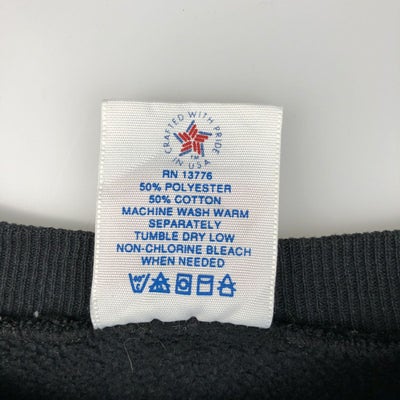 CRAFTED WITH PRIDE
IN USA
TM
RN 13776
50% POLYESTER
50% COTTON
MACHINE WASH WARM
SEPARATELY
TUMBLE DRY LOW
NON-CHLORINE BLEACH
WHEN NEEDED